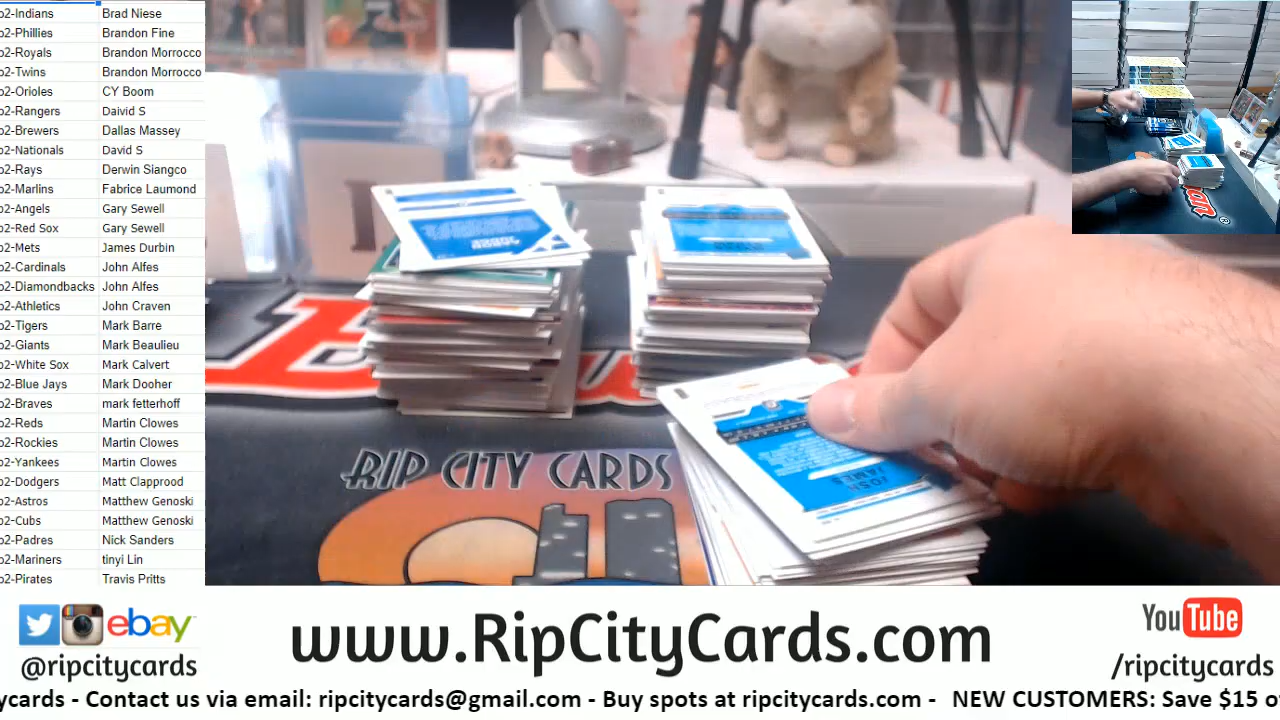 o2-Indians Brad Niese
o2-Phillies Brandon Fine
o2-Royals Brandon Morrocco
o2-Twins Brandon Morrocco
o2-Orioles CY Boom
o2-Rangers Daivid S
o2-Brewers Dallas Massey
o2-Nationals David S
o2-Rays Derwin Siangco
o2-Marlins Fabrice Laumond
o2-Angels Gary Sewell
o2-Red Sox Gary Sewell
o2-Mets James Durbin
o2-Cardinals John Alfes
o2-Diamondbacks John Alfes
o2-Athletics John Craven
o2-Tigers Mark Barre
o2-Giants Mark Beaulieu
o2-White Sox Mark Calvert
o2-Blue Jays Mark Dooher
o2-Braves mark fetterhoff
o2-Reds Martin Clowes
o2-Rockies Martin Clowes
o2-Yankees Martin Clowes
o2-Dodgers Matt Clapprood
o2-Astros Matthew Genoski
o2-Cubs Matthew Genoski
o2-Padres Nick Sanders
o2-Mariners tinyi Lin
o2-Pirates Travis Pritts
RIP CITY CARDS
JOSH
JAMES
ebay
@ripcitycards
www.RipCityCards.com
YouTube
/ripcitycards
ycards - Contact us via email: ripcitycards@gmail.com - Buy spots at ripcitycards.com - NEW CUSTOMERS: Save $15 o